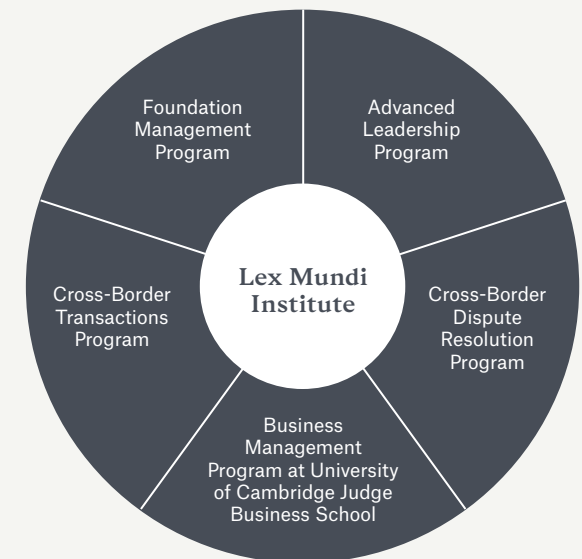 Foundation
Management
Program
Advanced
Leadership
Program
Lex Mundi
Institute
Cross-Border
Transactions
Program
Cross-Border
Dispute
Resolution
Program
Business
Management
Program at University
of Cambridge Judge
Business School